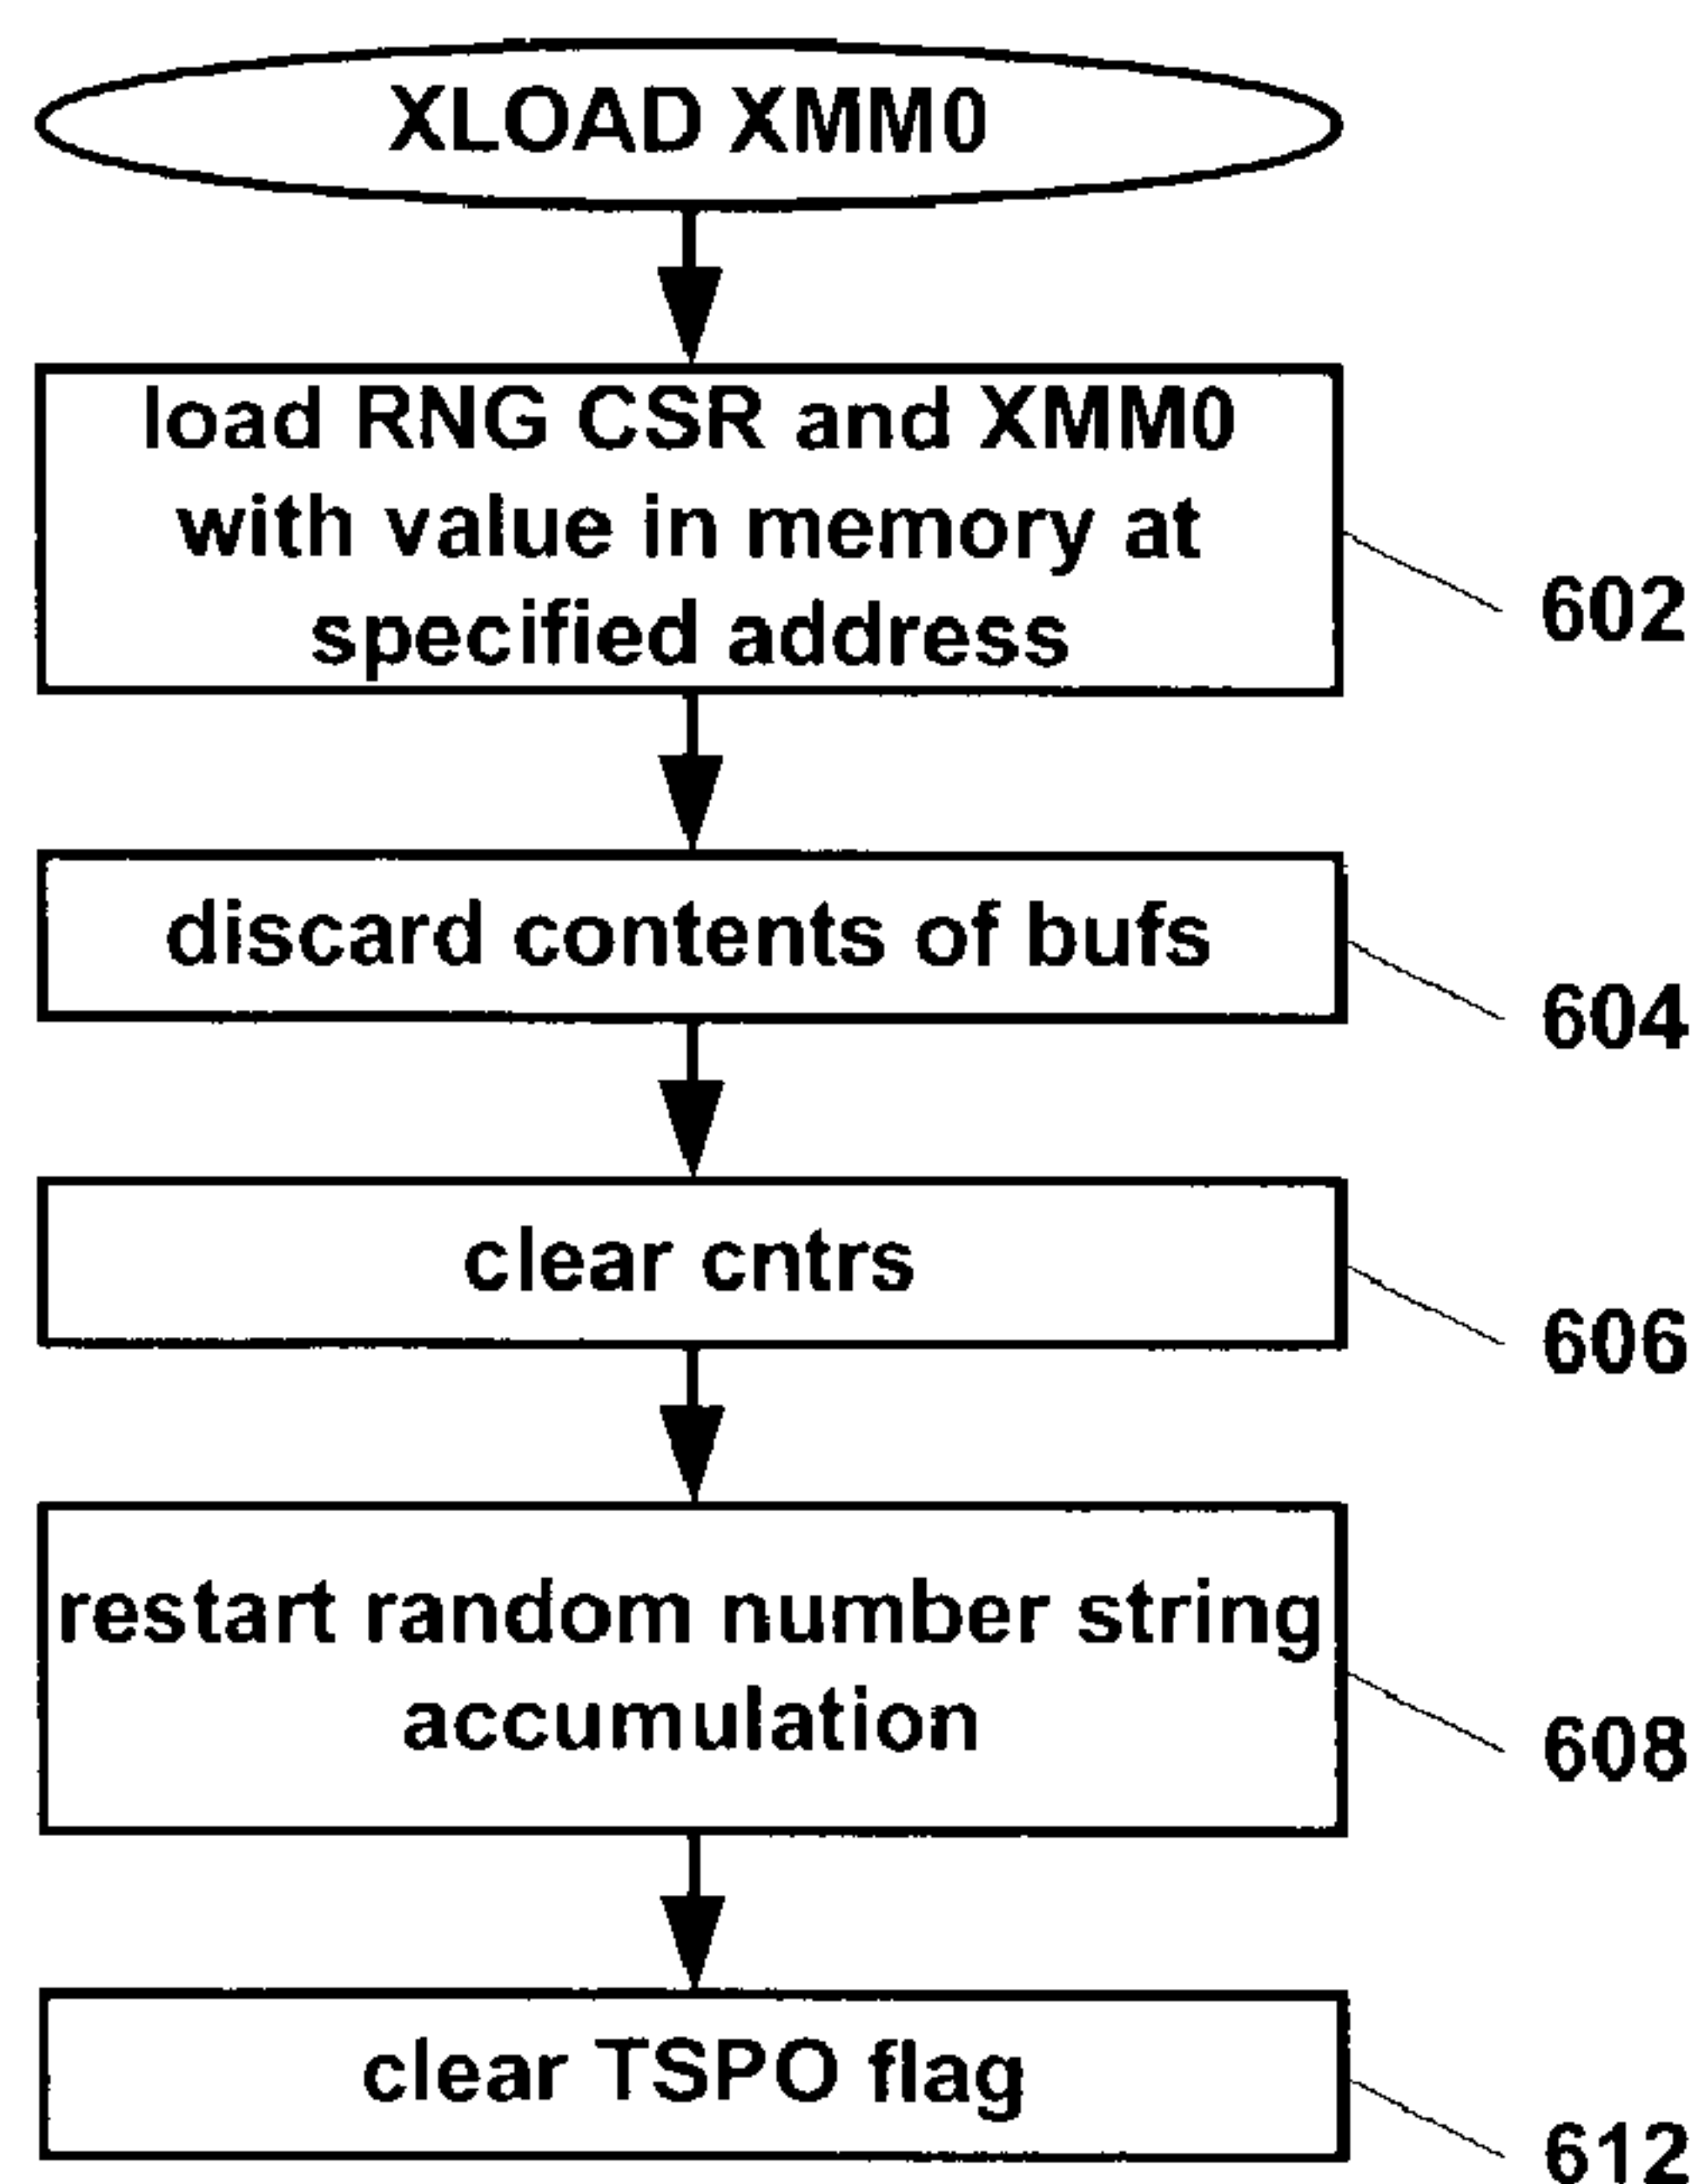 XLOAD XMM0
load RNG CSR and XMM0
with value in memory at
specified address
602
discard contents of bufs
604
clear cntrs
606
restart random number string
accumulation
608
clear TSPO flag
612